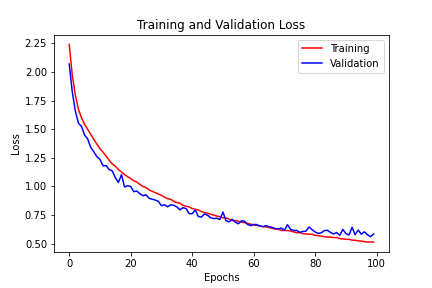 Training and Validation Loss
Training
Validation
2.25
2.00
1.75
1.50
1.25
1.00
0.75
0.50
Loss
0 20 40 60 80 100
Epochs